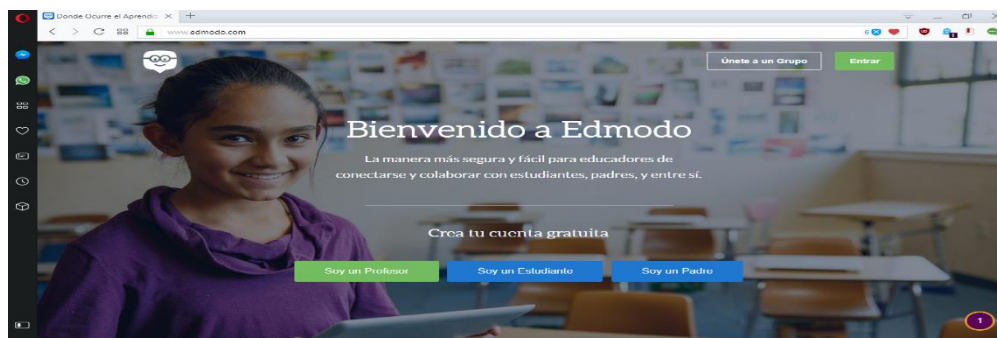 Donde Ocurre el Aprendiz
www.edmodo.com
6
Únete a un Grupo
Entrar
Bienvenido a Edmodo
La manera más segura y fácil para educadores de
conectarse y colaborar con estudiantes, padres, y entre sí.
Crea tu cuenta gratuita
Soy un Profesor
Soy un Estudiante
Soy un Padre
1